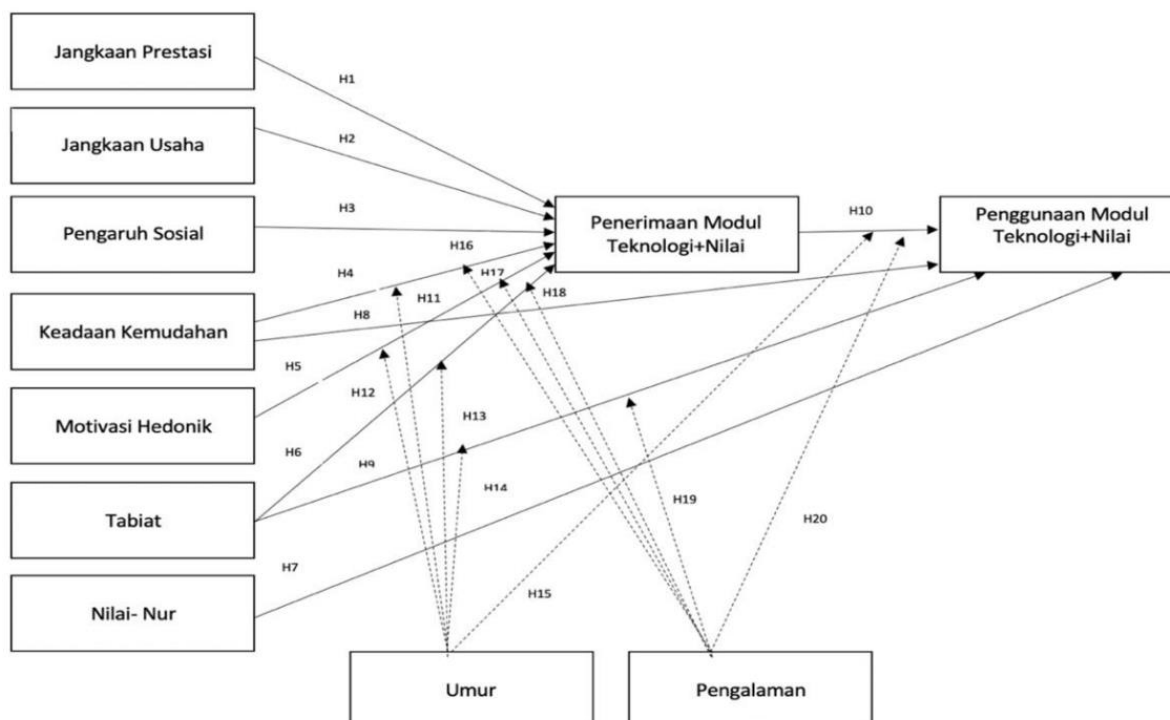 Jangkaan Prestasi
H1
Jangkaan Usaha
H2
Pengaruh Sosial
H3
Penerimaan Modul
Teknologi+Nilai
H10
Penggunaan Modul
Teknologi+Nilai
H16
H4
H17
H11
H18
Keadaan Kemudahan
H8
H5
H12
Motivasi Hedonik
H13
H6
H9
H14
H19
Tabiat
H20
H7
H15
Nilai- Nur
Umur
Pengalaman